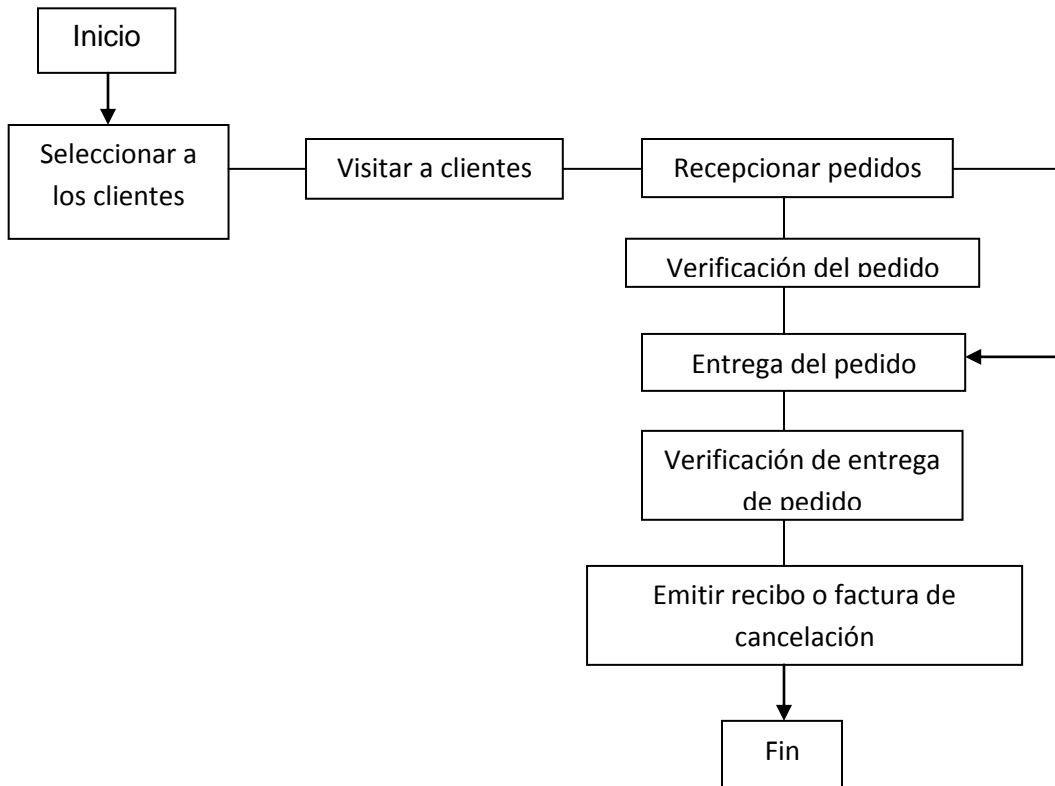 Inicio
Seleccionar a
los clientes
Visitar a clientes
Recepcionar pedidos
Verificación del pedido
Entrega del pedido
Verificación de entrega
de pedido
Emitir recibo o factura de
cancelación
Fin